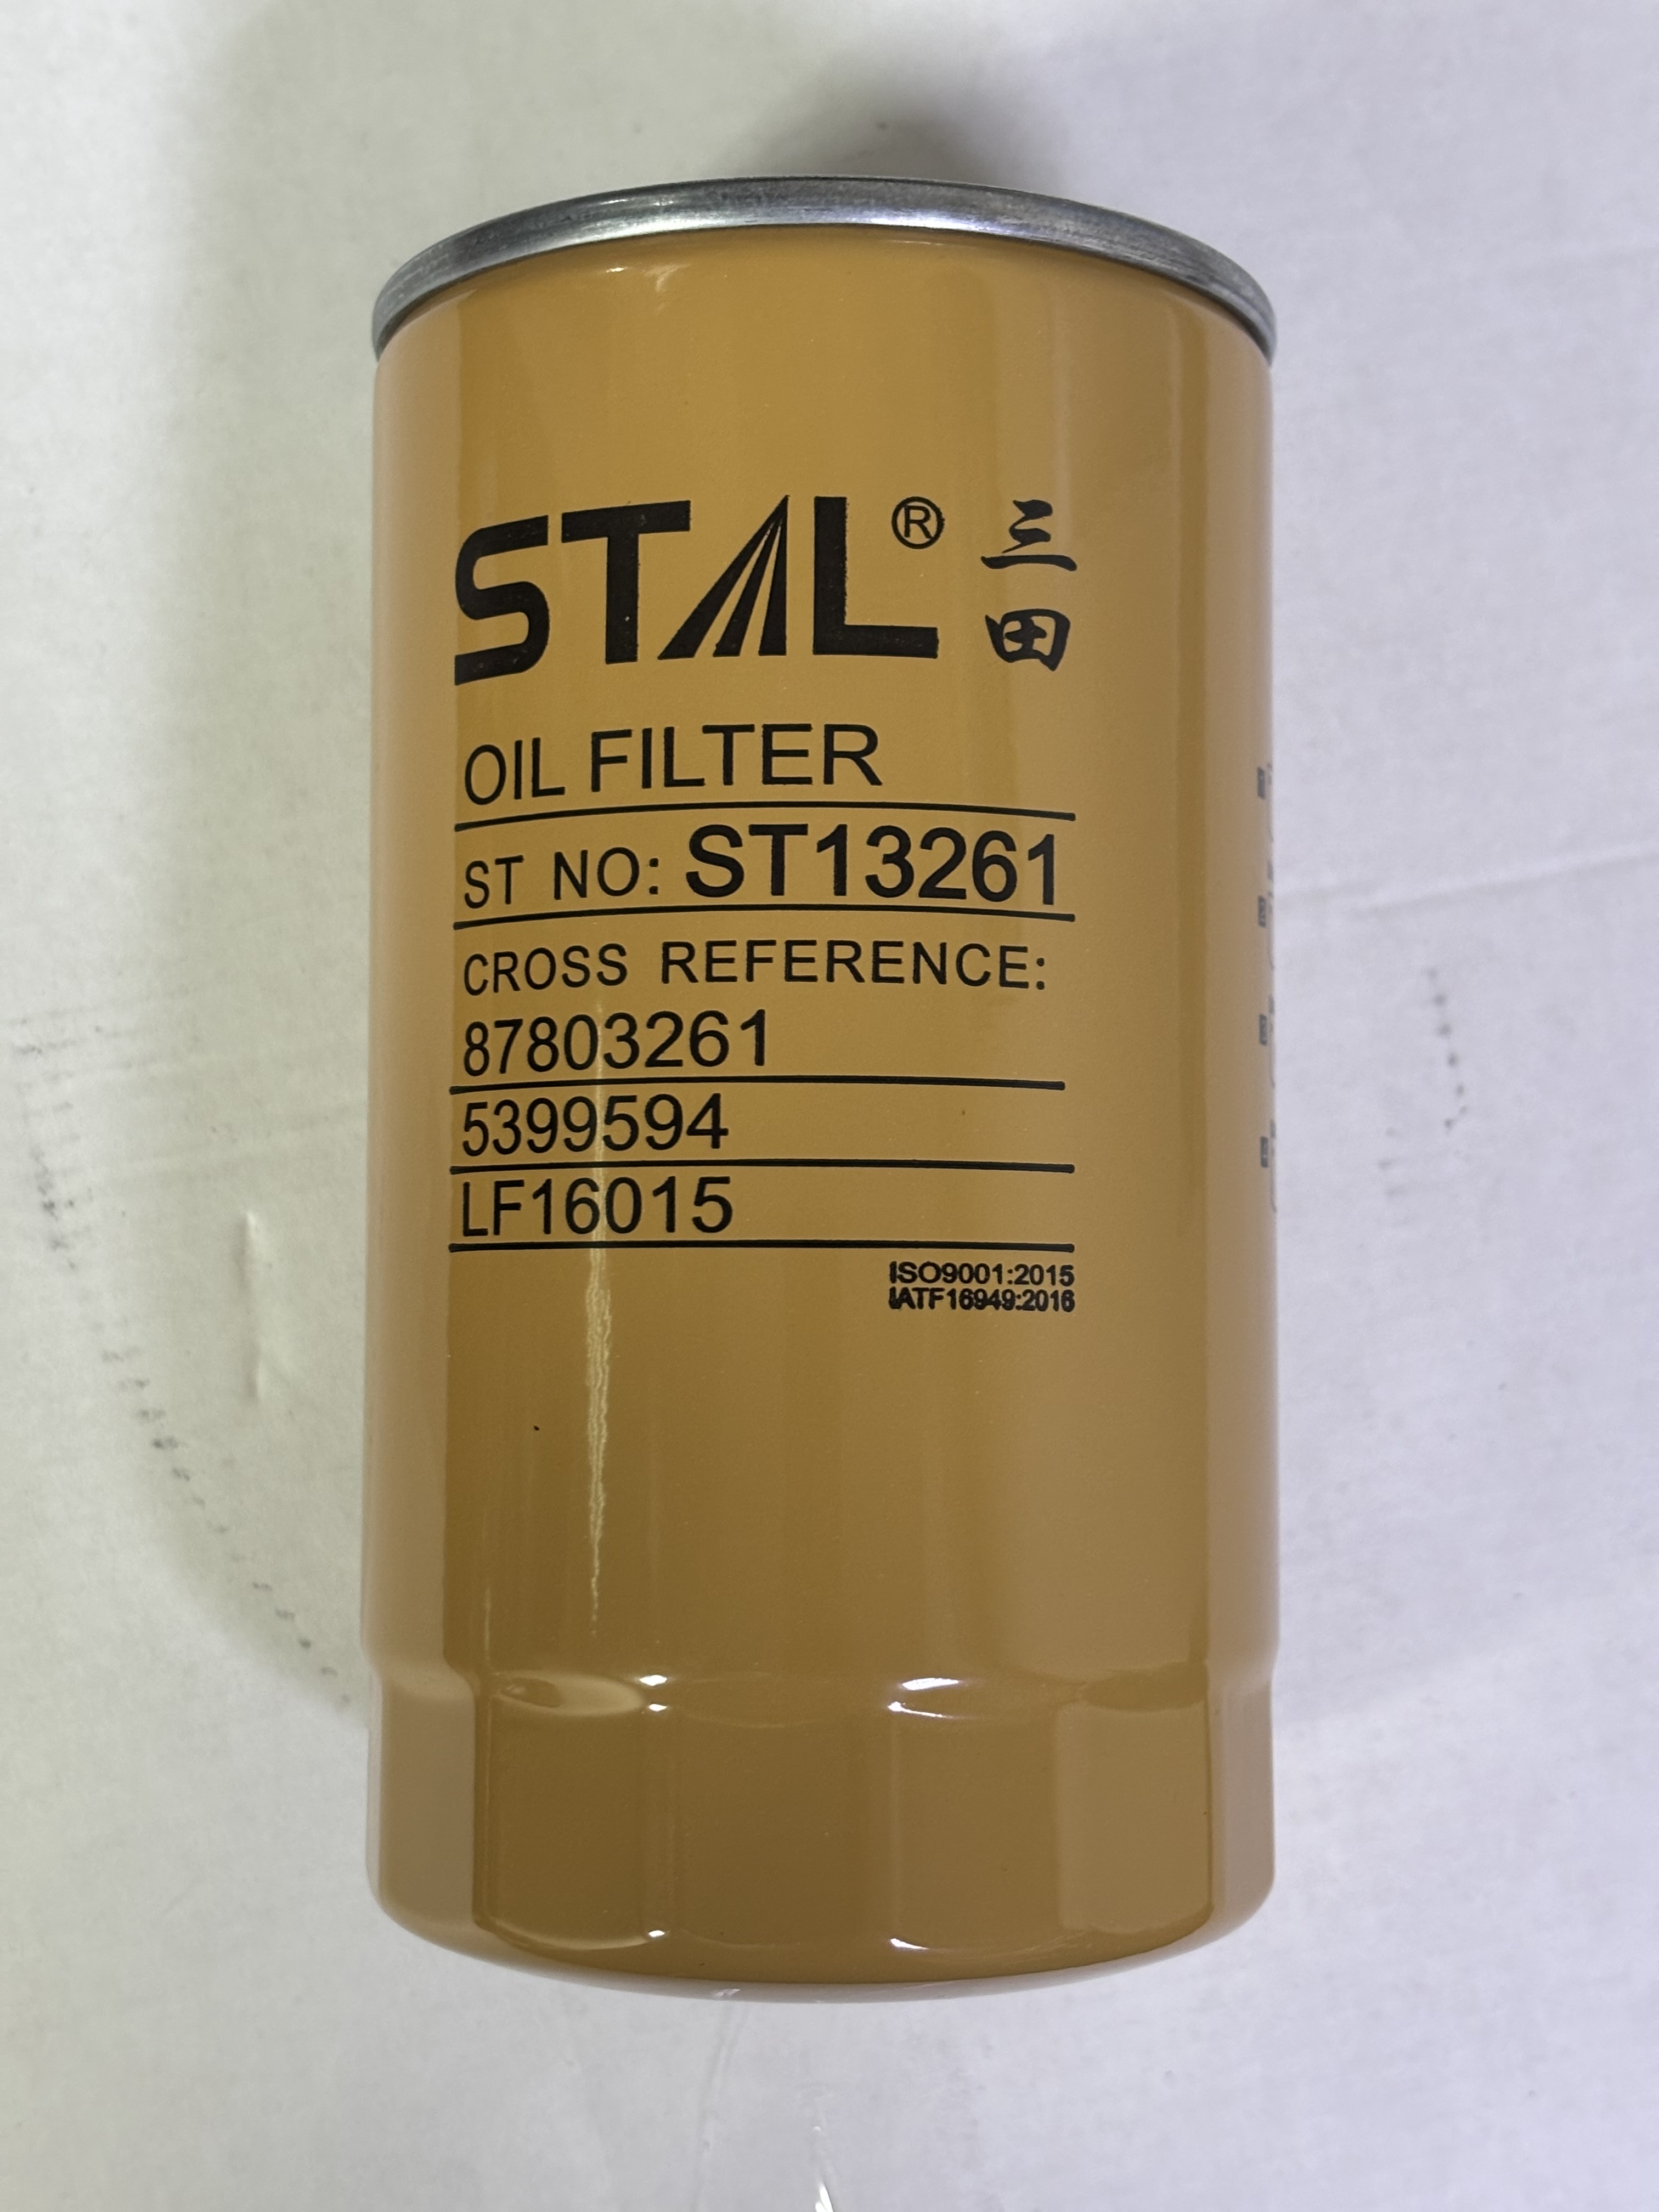 STAL® 三田
OIL FILTER
ST NO: ST13261
CROSS REFERENCE:
87803261
5399594
LF16015
ISO9001:2015
IATF16949:2016